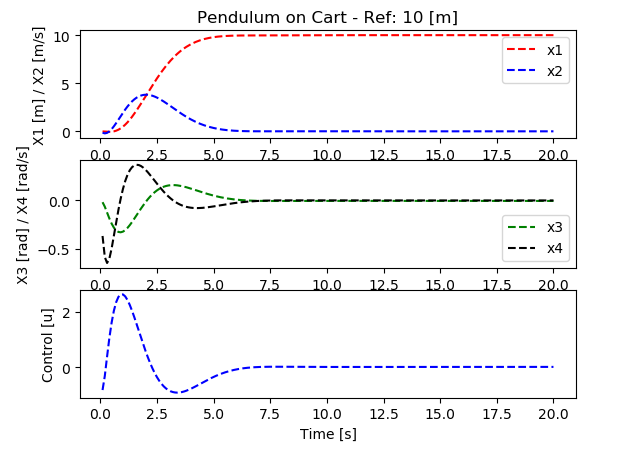 Pendulum on Cart - Ref: 10 [m]
X1 [m] / X2 [m/s]
10
5
0
x1
x2
0.0 2.5 5.0 7.5 10.0 12.5 15.0 17.5 20.0
X3 [rad] / X4 [rad/s]
0.0
−0.5
x3
x4
0.0 2.5 5.0 7.5 10.0 12.5 15.0 17.5 20.0
Control [u]
2
0
0.0 2.5 5.0 7.5 10.0 12.5 15.0 17.5 20.0
Time [s]